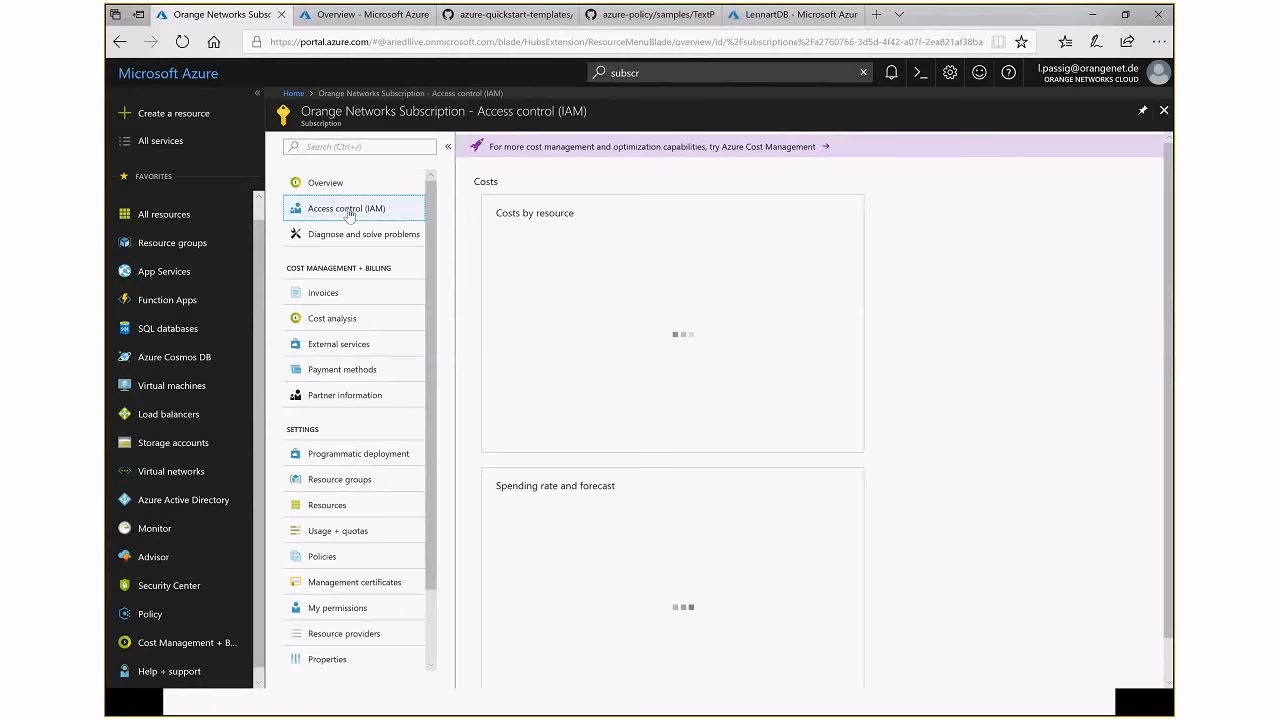 Orange Networks Subsc
Overview - Microsoft Azure
azure-quickstart-templates/
azure-policy/samples/TextP
LennartDB - Microsoft Azure
https://portal.azure.com/#@ariedllive.onmicrosoft.com/blade/HubsExtension/ResourceMenuBlade/overview/id/%2Fsubscriptions%2Fa2760766-3d5d-4f42-a07f-2ea821af38ba
Microsoft Azure
subscr
l.passig@orangenet.de
ORANGE NETWORKS CLOUD
Create a resource
All services
FAVORITES
All resources
Resource groups
App Services
Function Apps
SQL databases
Azure Cosmos DB
Virtual machines
Load balancers
Storage accounts
Virtual networks
Azure Active Directory
Monitor
Advisor
Security Center
Policy
Cost Management + B...
Help + support
Home > Orange Networks Subscription - Access control (IAM)
Orange Networks Subscription - Access control (IAM)
Subscription
Search (Ctrl+/)
Overview
Access control (IAM)
Diagnose and solve problems
COST MANAGEMENT + BILLING
Invoices
Cost analysis
External services
Payment methods
Partner information
SETTINGS
Programmatic deployment
Resource groups
Resources
Usage + quotas
Policies
Management certificates
My permissions
Resource providers
Properties
For more cost management and optimization capabilities, try Azure Cost Management →
Costs
Costs by resource
Spending rate and forecast